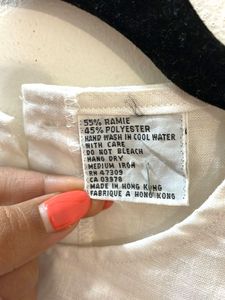 55% RAMIE
45% POLYESTER
HAND WASH IN COOL WATER
WITH CARE
DO NOT BLEACH
HANG DRY
MEDIUM IRON
RN 47309
CA 03978
MADE IN HONG KONG
FABRIQUE A HONG KONG